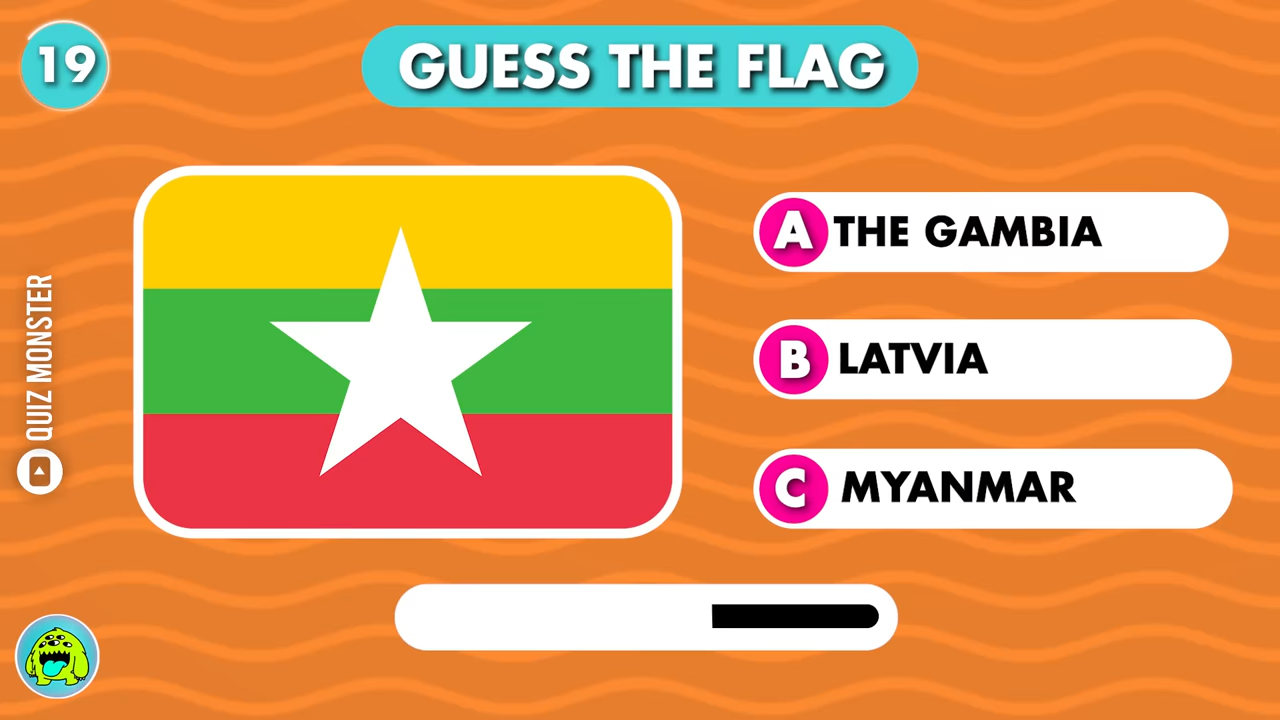 19
GUESS THE FLAG
A THE GAMBIA
B LATVIA
C MYANMAR
QUIZ MONSTER